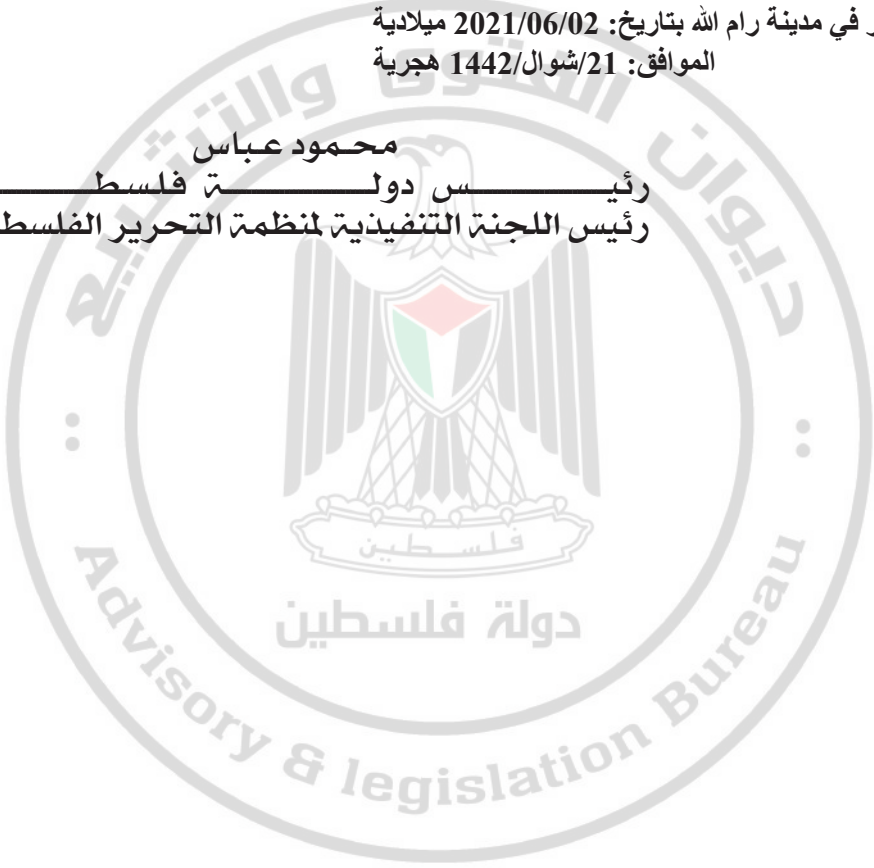 ر في مدينة رام الله بتاريخ: 2021/06/02 ميلادية
الموافق: 21/شوال/1442 هجرية
محمود عباس
رئيس دولة فلسط
رئيس اللجنة التنفيذية لمنظمة التحرير الفلسط
ديوان الفتوى والتشريع
فلسطين
دولة فلسطين
Advisory & legislation Bureau